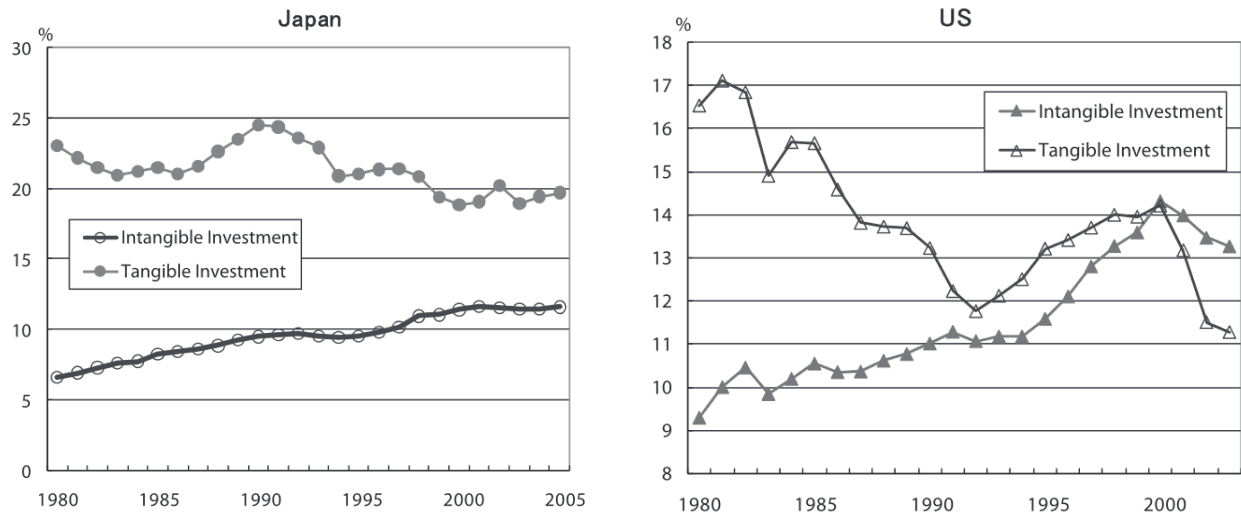 Japan
%
30
25
20
15
10
5
0
Intangible Investment
Tangible Investment
1980 1985 1990 1995 2000 2005
US
%
18
17
16
15
14
13
12
11
10
9
8
Intangible Investment
Tangible Investment
1980 1985 1990 1995 2000